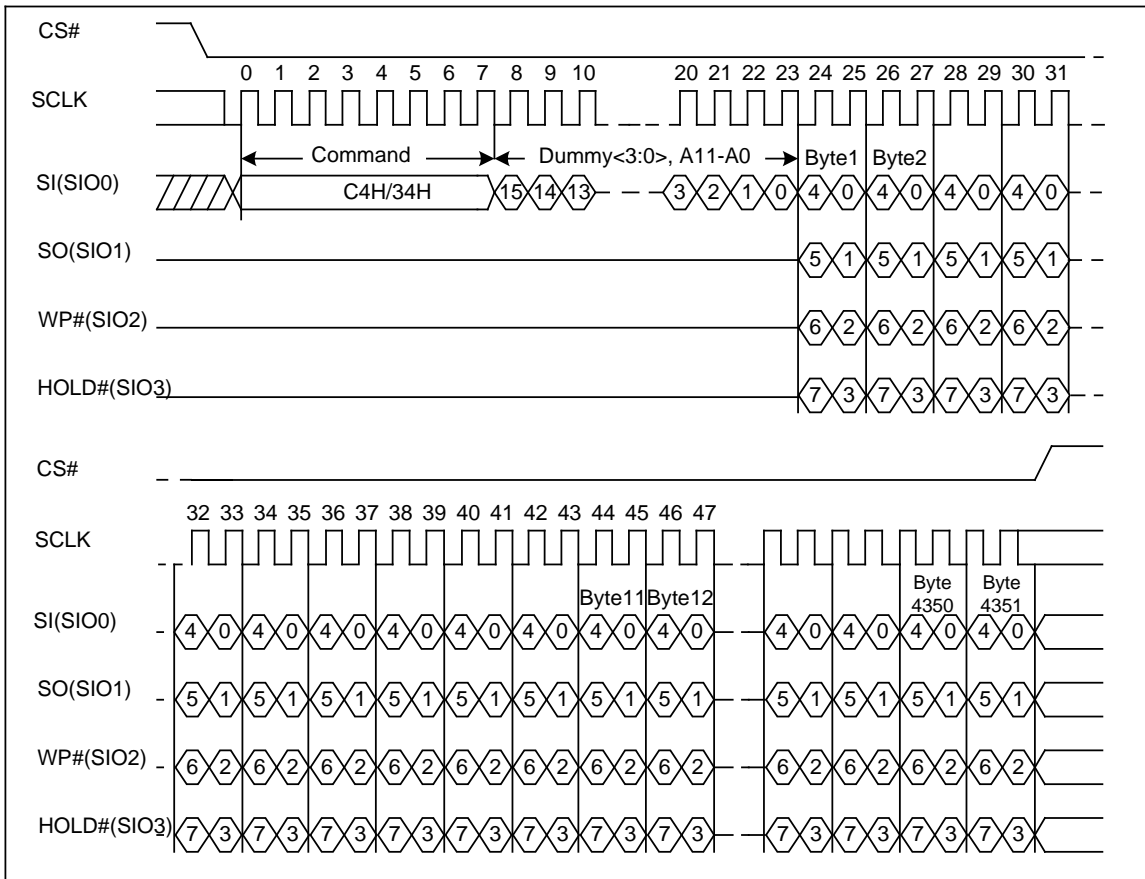 CS#
0 1 2 3 4 5 6 7 8 9 10 20 21 22 23 24 25 26 27 28 29 30 31
SCLK
Command Dummy<3:0>, A11-A0 Byte1 Byte2
SI(SIO0) C4H/34H 15 14 13 3 2 1 0 4 0 4 0 4 0 4 0
SO(SIO1) 5 1 5 1 5 1 5 1
WP#(SIO2) 6 2 6 2 6 2 6 2
HOLD#(SIO3) 7 3 7 3 7 3 7 3
CS#
32 33 34 35 36 37 38 39 40 41 42 43 44 45 46 47
SCLK
Byte11 Byte12 Byte 4350 Byte 4351
SI(SIO0) 4 0 4 0 4 0 4 0 4 0 4 0 4 0 4 0 4 0 4 0 4 0 4 0
SO(SIO1) 5 1 5 1 5 1 5 1 5 1 5 1 5 1 5 1 5 1 5 1 5 1 5 1
WP#(SIO2) 6 2 6 2 6 2 6 2 6 2 6 2 6 2 6 2 6 2 6 2 6 2 6 2
HOLD#(SIO3) 7 3 7 3 7 3 7 3 7 3 7 3 7 3 7 3 7 3 7 3 7 3 7 3